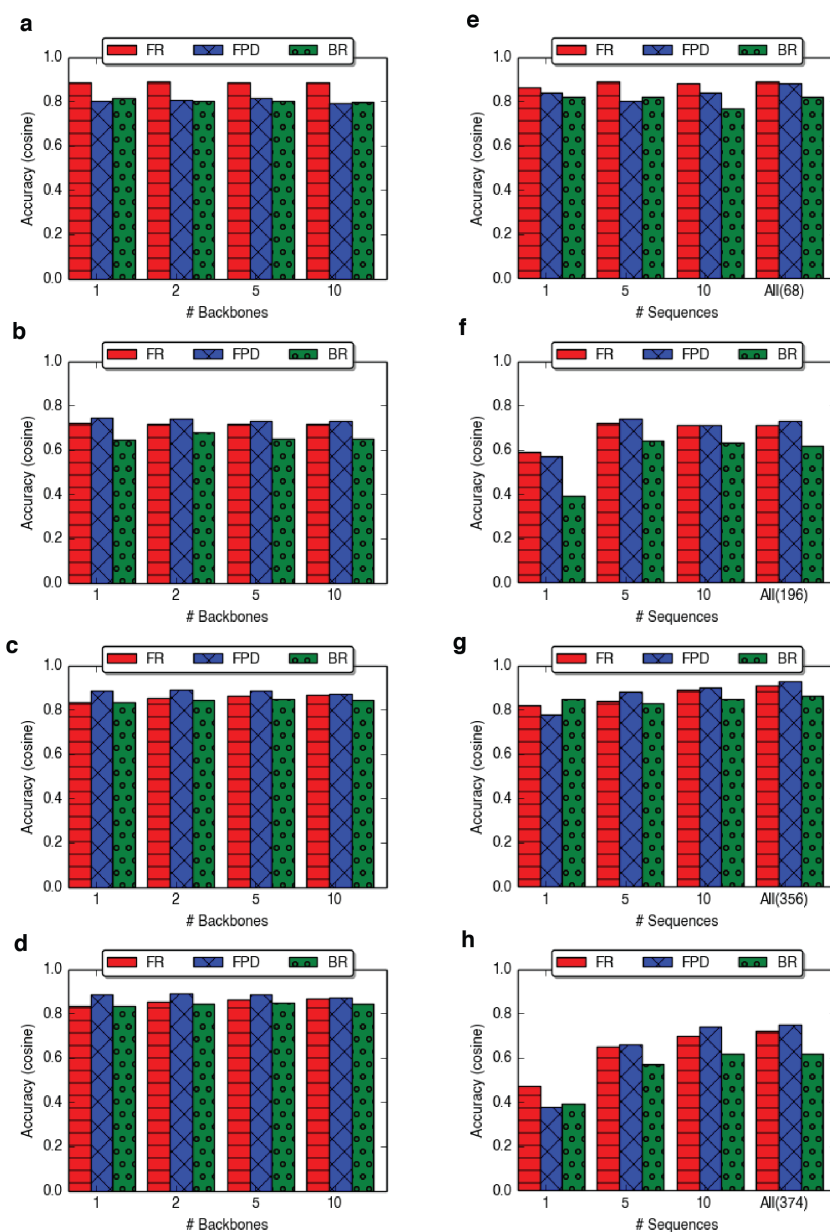 a
FR FPD BR
1.0
0.8
0.6
0.4
0.2
0.0
Accuracy (cosine)
1 2 5 10
# Backbones
b
FR FPD BR
1.0
0.8
0.6
0.4
0.2
0.0
Accuracy (cosine)
1 2 5 10
# Backbones
c
FR FPD BR
1.0
0.8
0.6
0.4
0.2
0.0
Accuracy (cosine)
1 2 5 10
# Backbones
d
FR FPD BR
1.0
0.8
0.6
0.4
0.2
0.0
Accuracy (cosine)
1 2 5 10
# Backbones
e
FR FPD BR
1.0
0.8
0.6
0.4
0.2
0.0
Accuracy (cosine)
1 5 10 All(68)
# Sequences
f
FR FPD BR
1.0
0.8
0.6
0.4
0.2
0.0
Accuracy (cosine)
1 5 10 All(196)
# Sequences
g
FR FPD BR
1.0
0.8
0.6
0.4
0.2
0.0
Accuracy (cosine)
1 5 10 All(356)
# Sequences
h
FR FPD BR
1.0
0.8
0.6
0.4
0.2
0.0
Accuracy (cosine)
1 5 10 All(374)
# Sequences